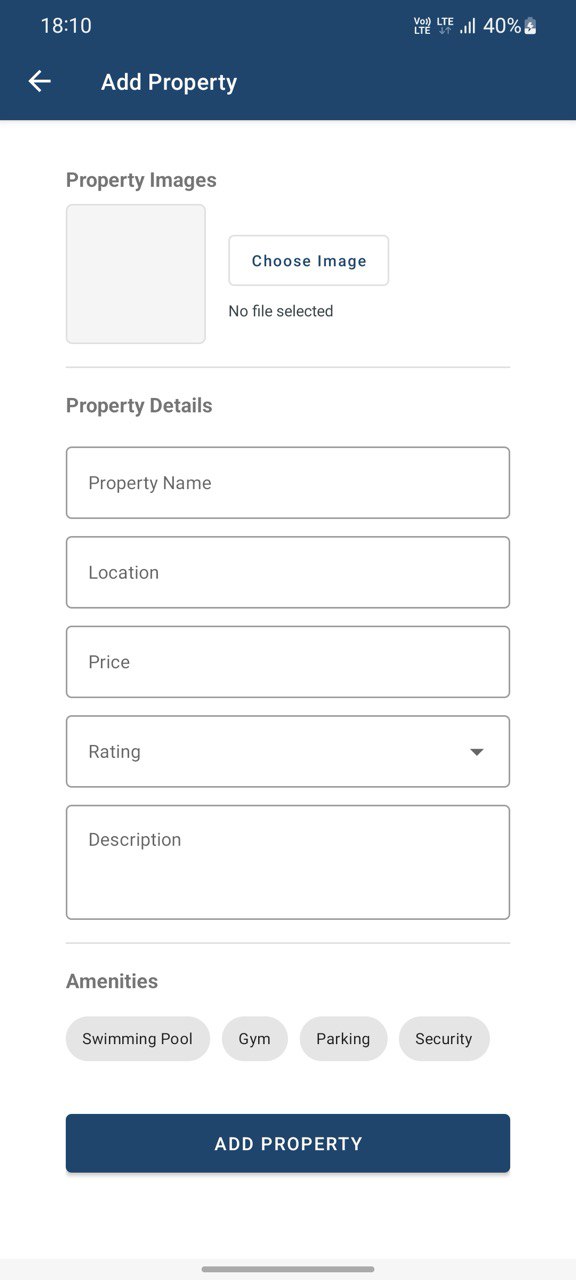 18:10 Vo)) LTE LTE 40%
Add Property
Property Images
Choose Image
No file selected
Property Details
Property Name
Location
Price
Rating
Description
Amenities
Swimming Pool Gym Parking Security
ADD PROPERTY